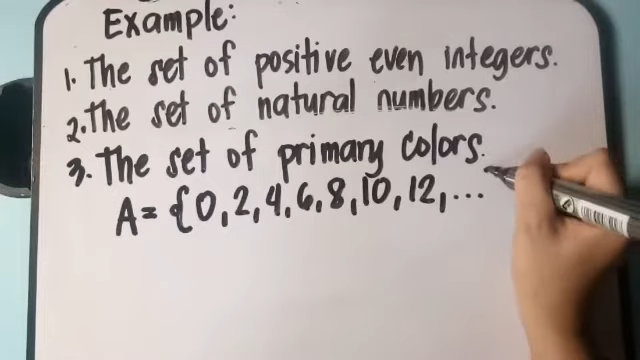 Example:
1. The set of positive even integers.
2. The set of natural numbers.
3. The set of primary colors.
A = {0, 2, 4, 6, 8, 10, 12, ...